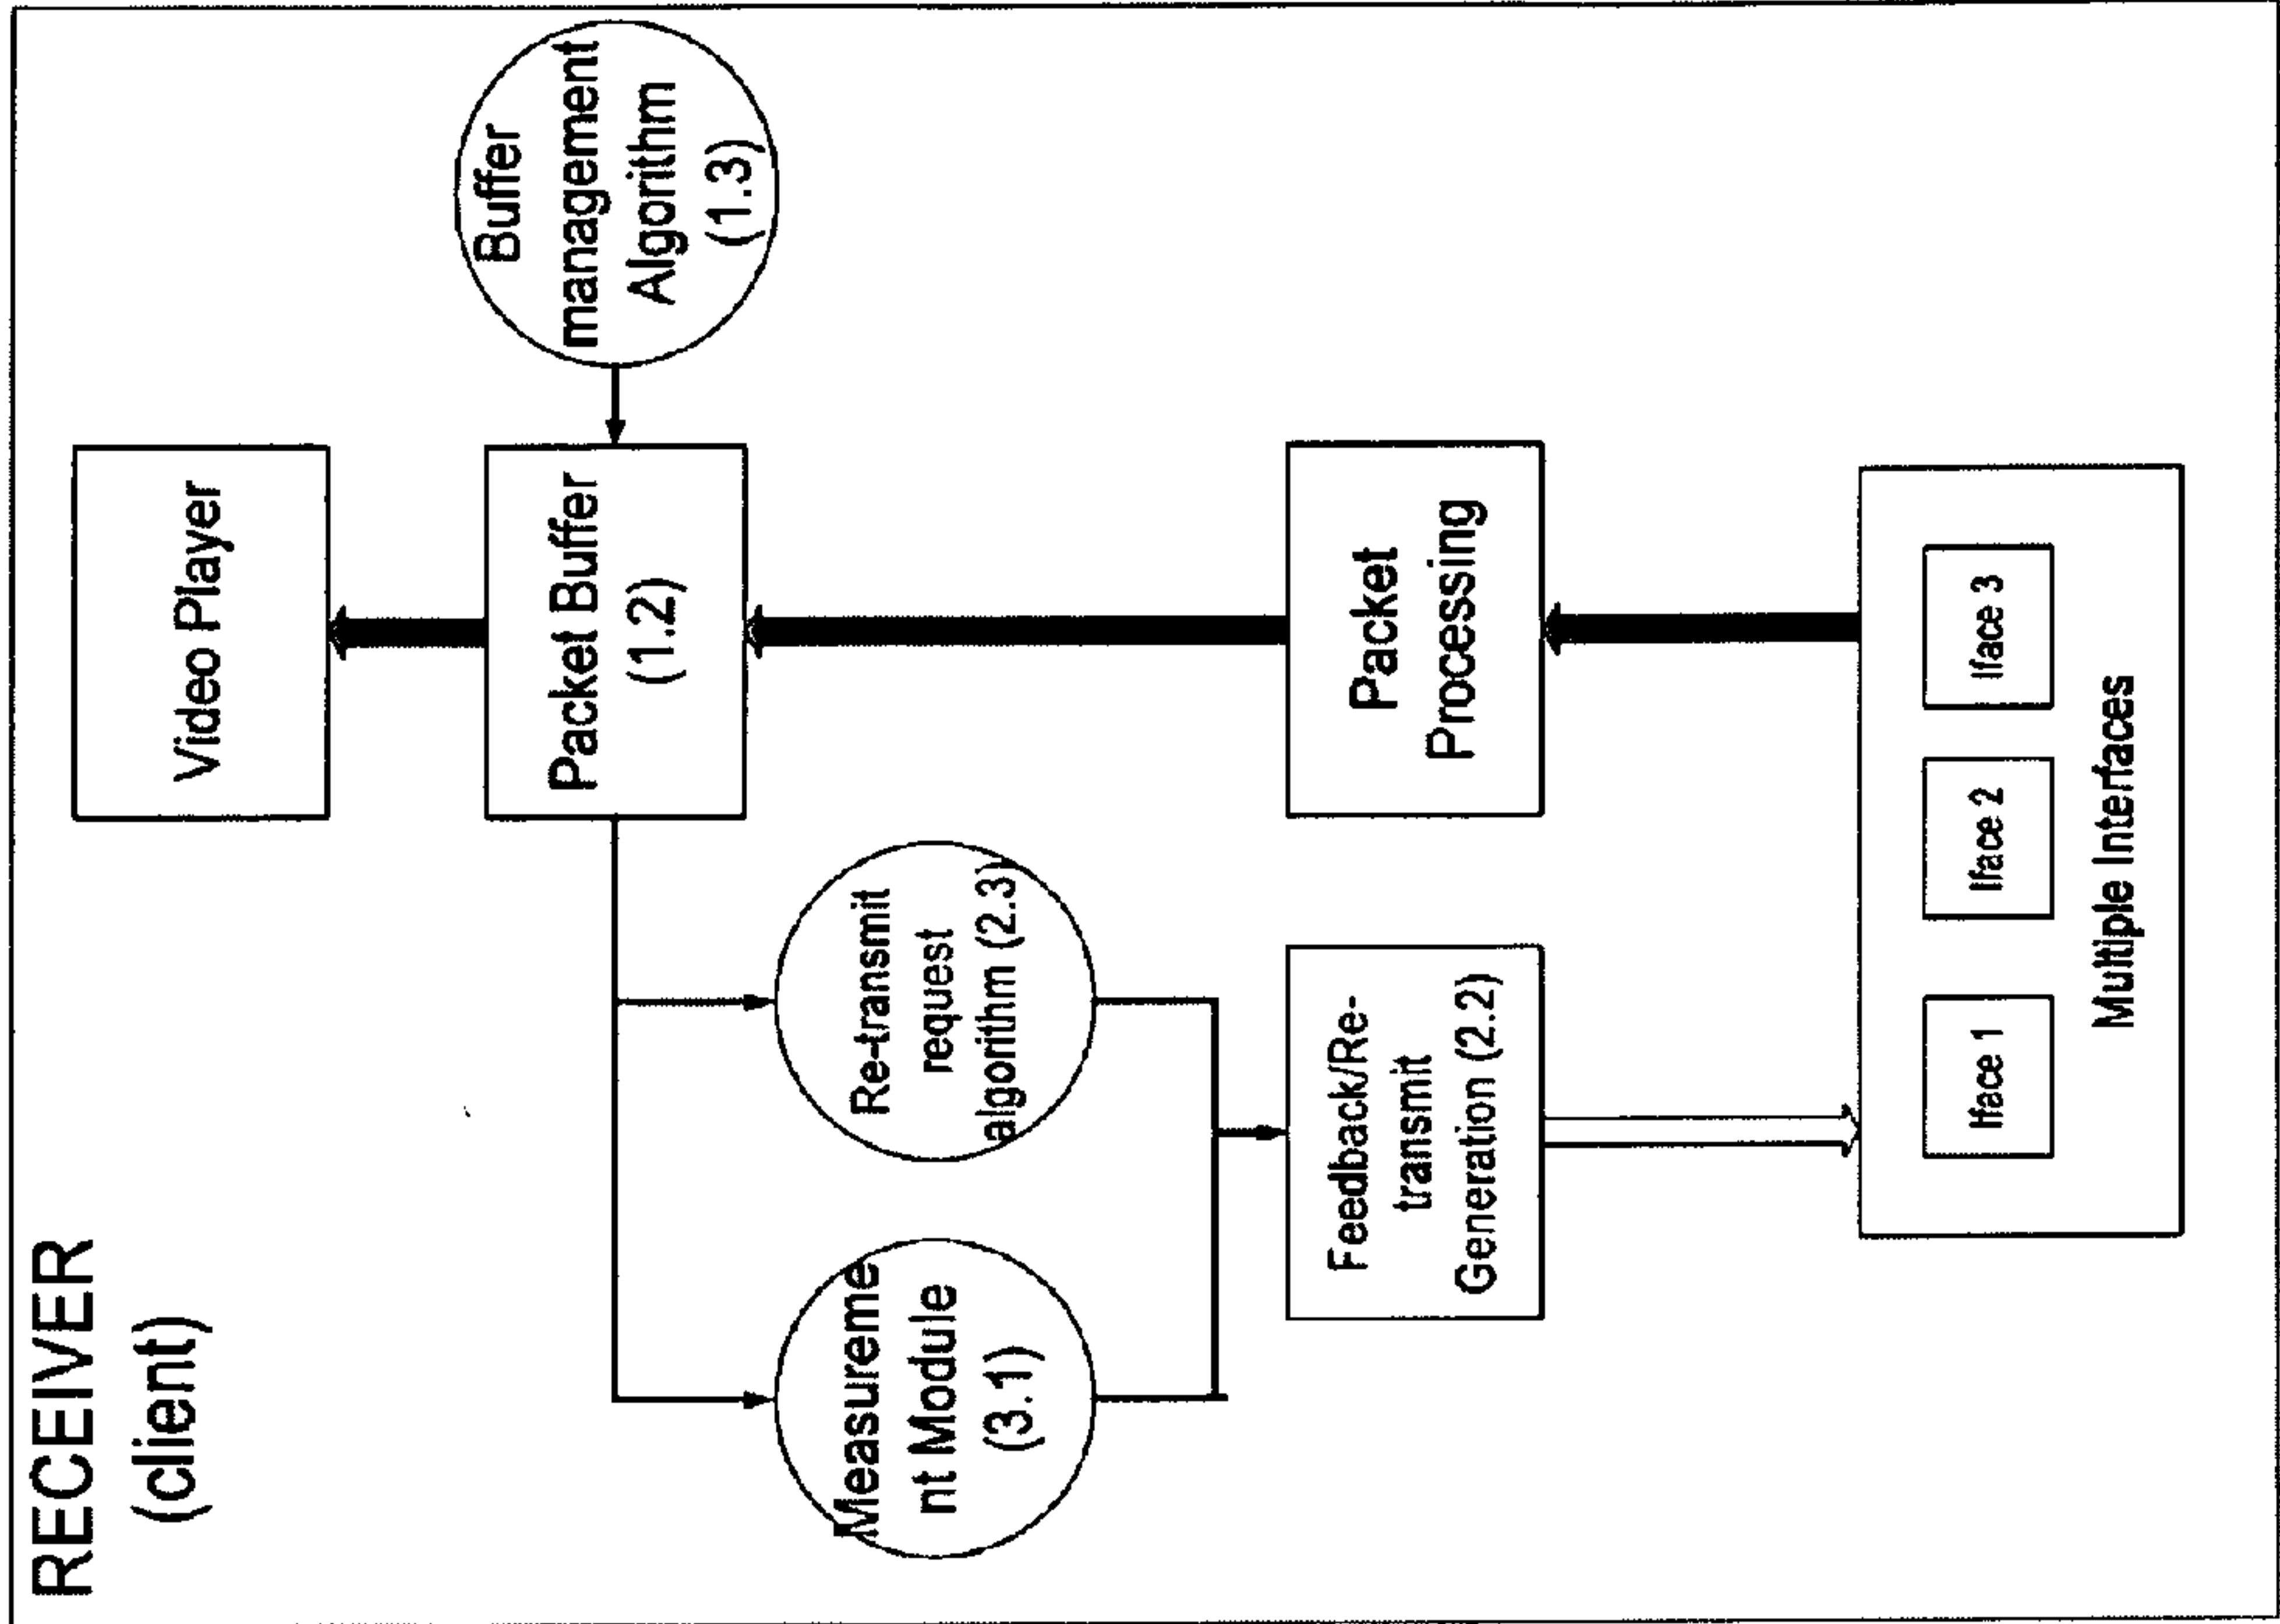 RECEIVER
(client)
Video Player
Packet Buffer
(1.2)
Buffer
management
Algorithm
(1.3)
Measureme
nt Module
(3.1)
Re-transmit
request
algorithm (2.3)
Feedback/Re-
transmit
Generation (2.2)
Packet
Processing
Iface 1
Iface 2
Iface 3
Multiple Interfaces